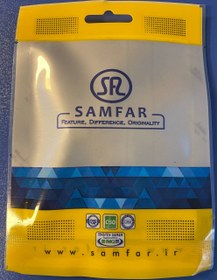 SR
SAMFAR
FEATURE, DIFFERENCE, ORIGINALITY
www.samfar.ir